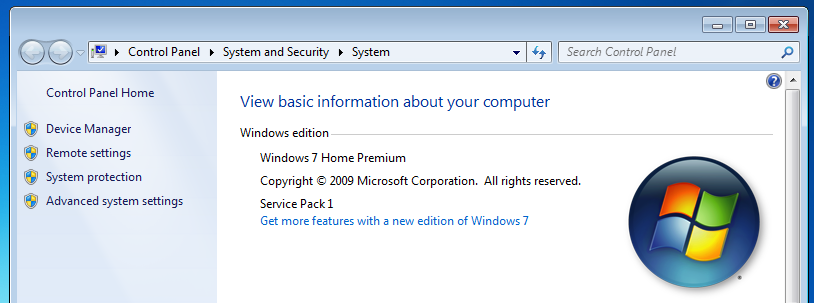 Control Panel System and Security System
Search Control Panel
Control Panel Home
Device Manager
Remote settings
System protection
Advanced system settings
View basic information about your computer
Windows edition
Windows 7 Home Premium
Copyright © 2009 Microsoft Corporation. All rights reserved.
Service Pack 1
Get more features with a new edition of Windows 7